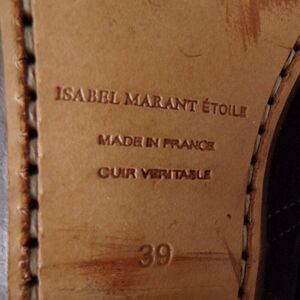 ISABEL MARANT ÉTOILE
MADE IN FRANCE
CUIR VERITABLE
39